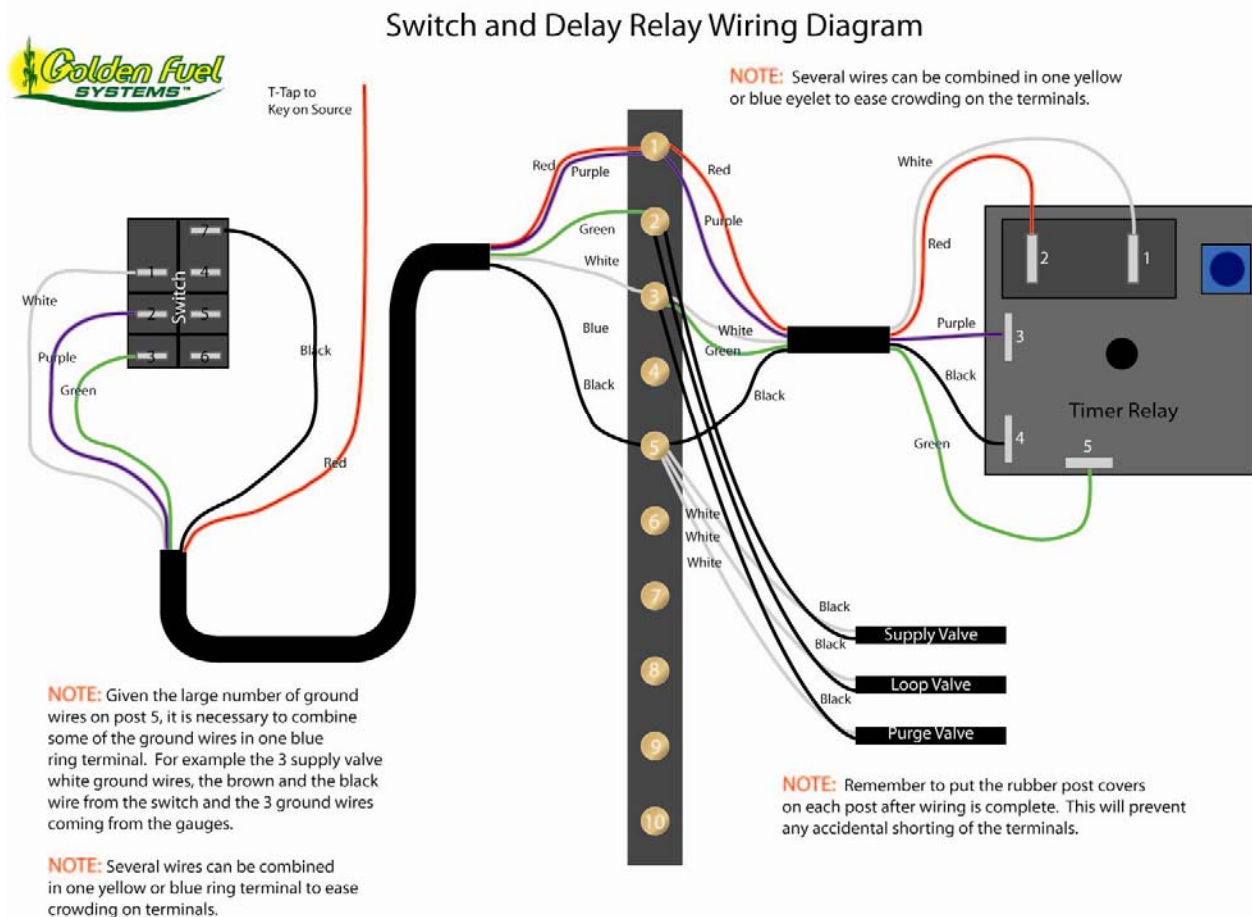 Switch and Delay Relay Wiring Diagram
Golden Fuel
SYSTEMS™
T-Tap to
Key on Source
NOTE: Several wires can be combined in one yellow
or blue eyelet to ease crowding on the terminals.
7
1
4
2
5
3
6
Switch
White
Purple
Green
Black
Red
Red
Purple
Green
White
Blue
Black
1
2
3
4
5
6
7
8
9
10
Red
Purple
White
Green
Black
White
White
White
White
Red
Purple
Black
Green
2
1
3
4
5
Timer Relay
Black
Supply Valve
Black
Loop Valve
Black
Purge Valve
NOTE: Given the large number of ground
wires on post 5, it is necessary to combine
some of the ground wires in one blue
ring terminal. For example the 3 supply valve
white ground wires, the brown and the black
wire from the switch and the 3 ground wires
coming from the gauges.
NOTE: Several wires can be combined
in one yellow or blue ring terminal to ease
crowding on terminals.
NOTE: Remember to put the rubber post covers
on each post after wiring is complete. This will prevent
any accidental shorting of the terminals.